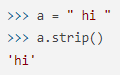 >>> a = " hi "
>>> a.strip()
'hi'